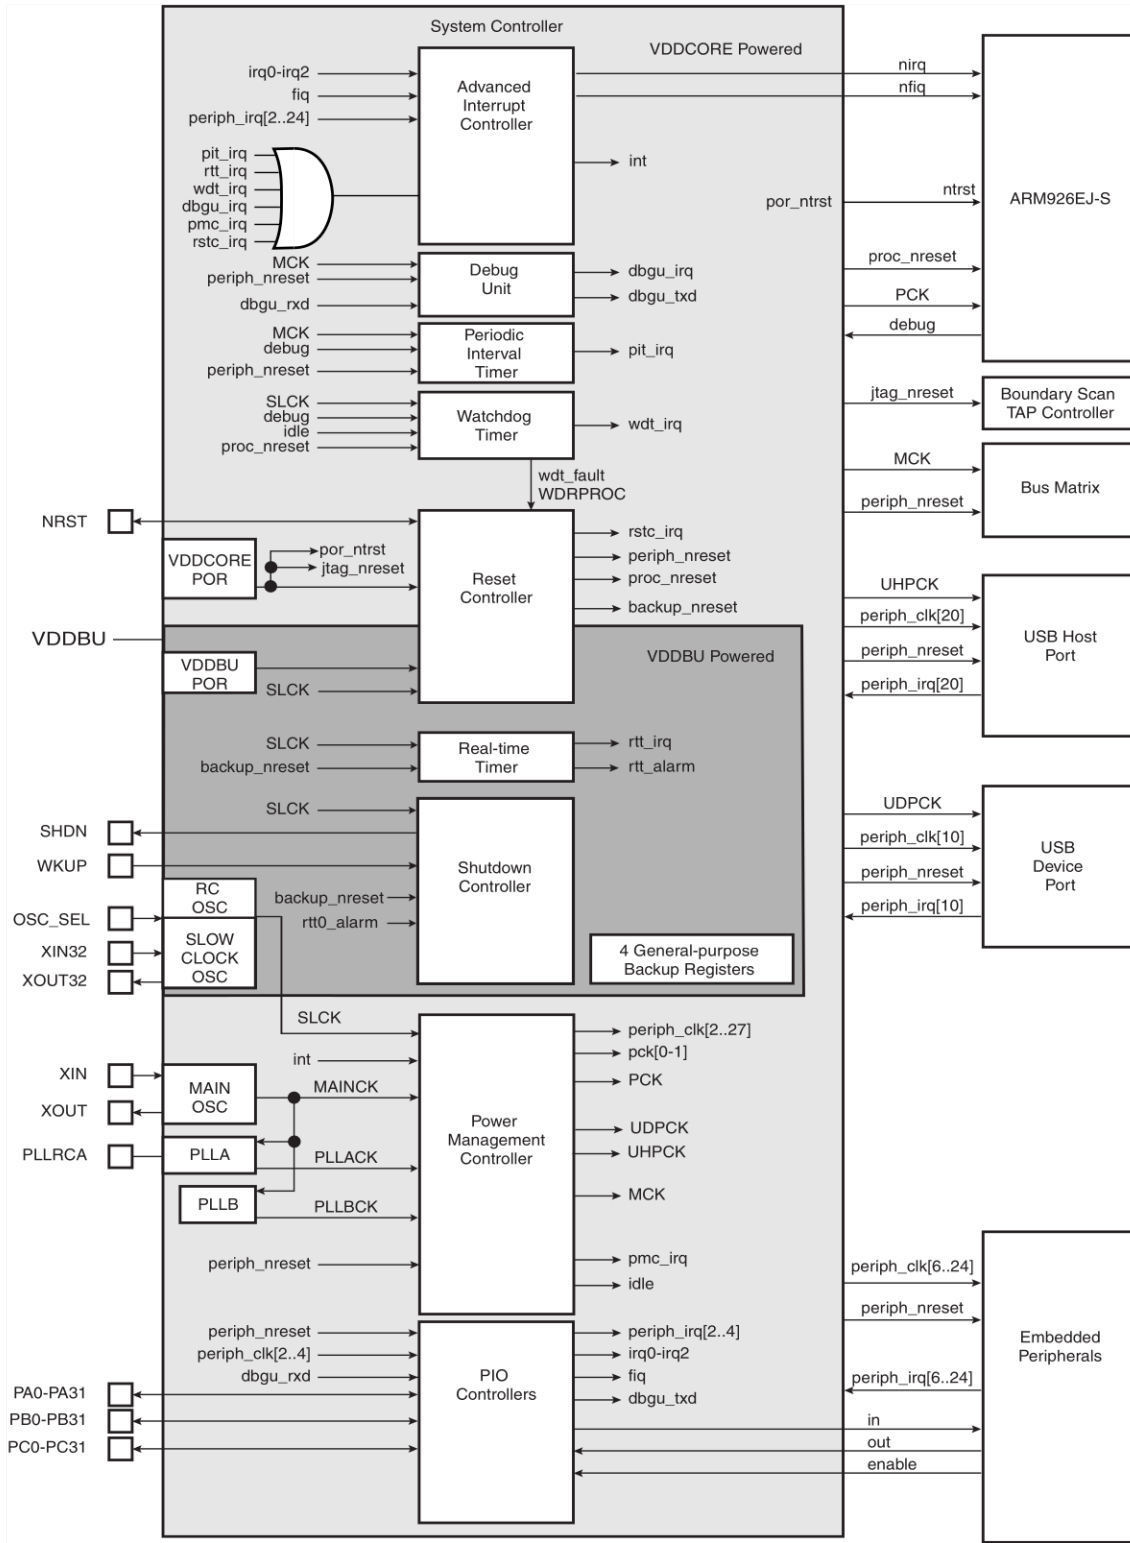 System Controller
VDDCORE Powered
irq0-irq2
fiq
periph_irq[2..24]
pit_irq
rtt_irq
wdt_irq
dbgu_irq
pmc_irq
rstc_irq
Advanced
Interrupt
Controller
int
nirq
nfiq
por_ntrst
ntrst
ARM926EJ-S
proc_nreset
PCK
debug
MCK
periph_nreset
dbgu_rxd
Debug
Unit
dbgu_irq
dbgu_txd
MCK
debug
periph_nreset
Periodic
Interval
Timer
pit_irq
SLCK
debug
idle
proc_nreset
Watchdog
Timer
wdt_irq
wdt_fault
WDRPROC
jtag_nreset
Boundary Scan
TAP Controller
MCK
periph_nreset
Bus Matrix
NRST
VDDCORE
POR
por_ntrst
jtag_nreset
Reset
Controller
rstc_irq
periph_nreset
proc_nreset
backup_nreset
VDDBU
VDDBU
POR
SLCK
VDDBU Powered
UHPCK
periph_clk[20]
periph_nreset
periph_irq[20]
USB Host
Port
SLCK
backup_nreset
Real-time
Timer
rtt_irq
rtt_alarm
SLCK
SHDN
WKUP
backup_nreset
rtt0_alarm
Shutdown
Controller
UDPCK
periph_clk[10]
periph_nreset
periph_irq[10]
USB
Device
Port
RC
OSC
OSC_SEL
XIN32
XOUT32
SLOW
CLOCK
OSC
4 General-purpose
Backup Registers
SLCK
int
XIN
XOUT
PLLRCA
MAIN
OSC
MAINCK
PLLA
PLLACK
PLLB
PLLBCK
periph_nreset
Power
Management
Controller
periph_clk[2..27]
pck[0-1]
PCK
UDPCK
UHPCK
MCK
pmc_irq
idle
periph_nreset
periph_clk[2..4]
dbgu_rxd
PA0-PA31
PB0-PB31
PC0-PC31
PIO
Controllers
periph_irq[2..4]
irq0-irq2
fiq
dbgu_txd
periph_clk[6..24]
periph_nreset
periph_irq[6..24]
in
out
enable
Embedded
Peripherals